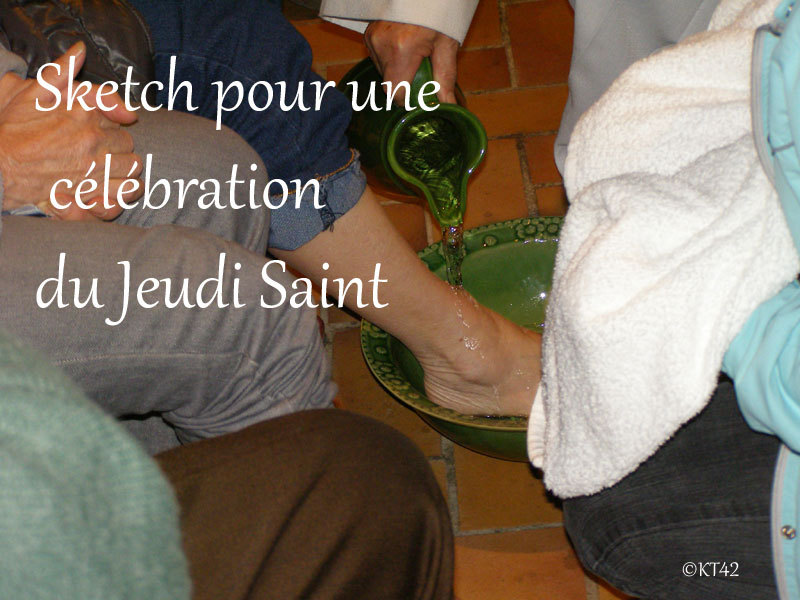 Sketch pour une
célébration
du Jeudi Saint
©KT42